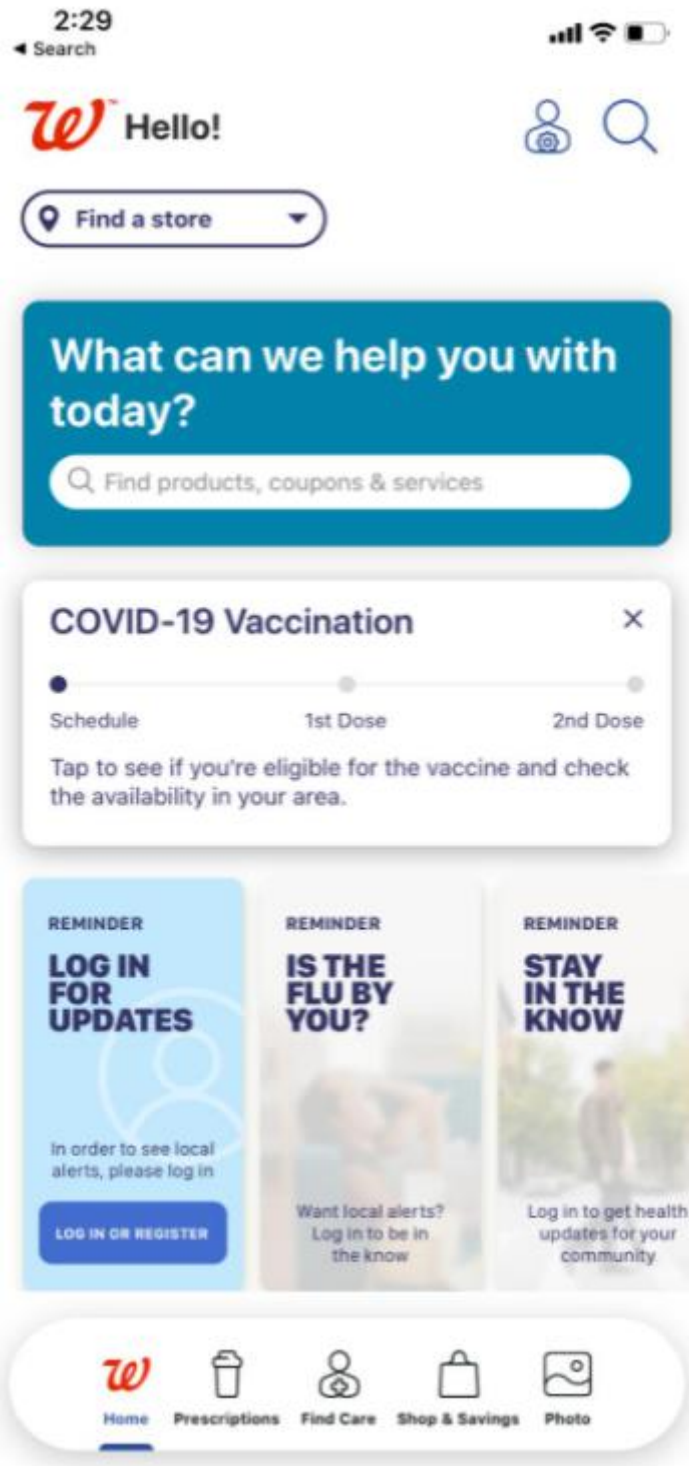 2:29
◀ Search
W™ Hello!
Find a store
What can we help you with
today?
Find products, coupons & services
COVID-19 Vaccination
Schedule
1st Dose
2nd Dose
Tap to see if you're eligible for the vaccine and check
the availability in your area.
REMINDER
LOG IN
FOR
UPDATES
In order to see local
alerts, please log in
LOG IN OR REGISTER
REMINDER
IS THE
FLU BY
YOU?
Want local alerts?
Log in to be in
the know
REMINDER
STAY
IN THE
KNOW
Log in to get health
updates for your
community
W
Home
Prescriptions
Find Care
Shop & Savings
Photo